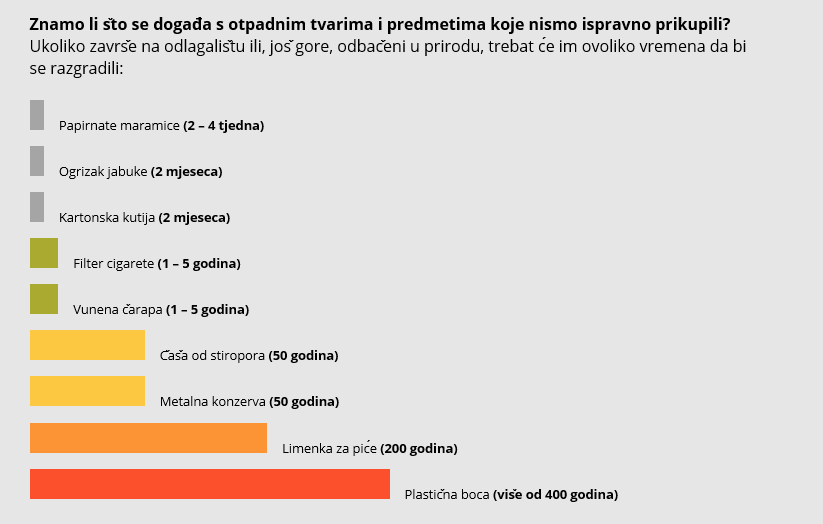 Znamo li što se događa s otpadnim tvarima i predmetima koje nismo ispravno prikupili?
Ukoliko završe na odlagalištu ili, još gore, odbačeni u prirodu, trebat će im ovoliko vremena da bi
se razgradili:
Papirnate maramice (2 – 4 tjedna)
Ogrizak jabuke (2 mjeseca)
Kartonska kutija (2 mjeseca)
Filter cigarete (1 – 5 godina)
Vunena čarapa (1 – 5 godina)
Čaša od stiropora (50 godina)
Metalna konzerva (50 godina)
Limenka za piće (200 godina)
Plastična boca (više od 400 godina)